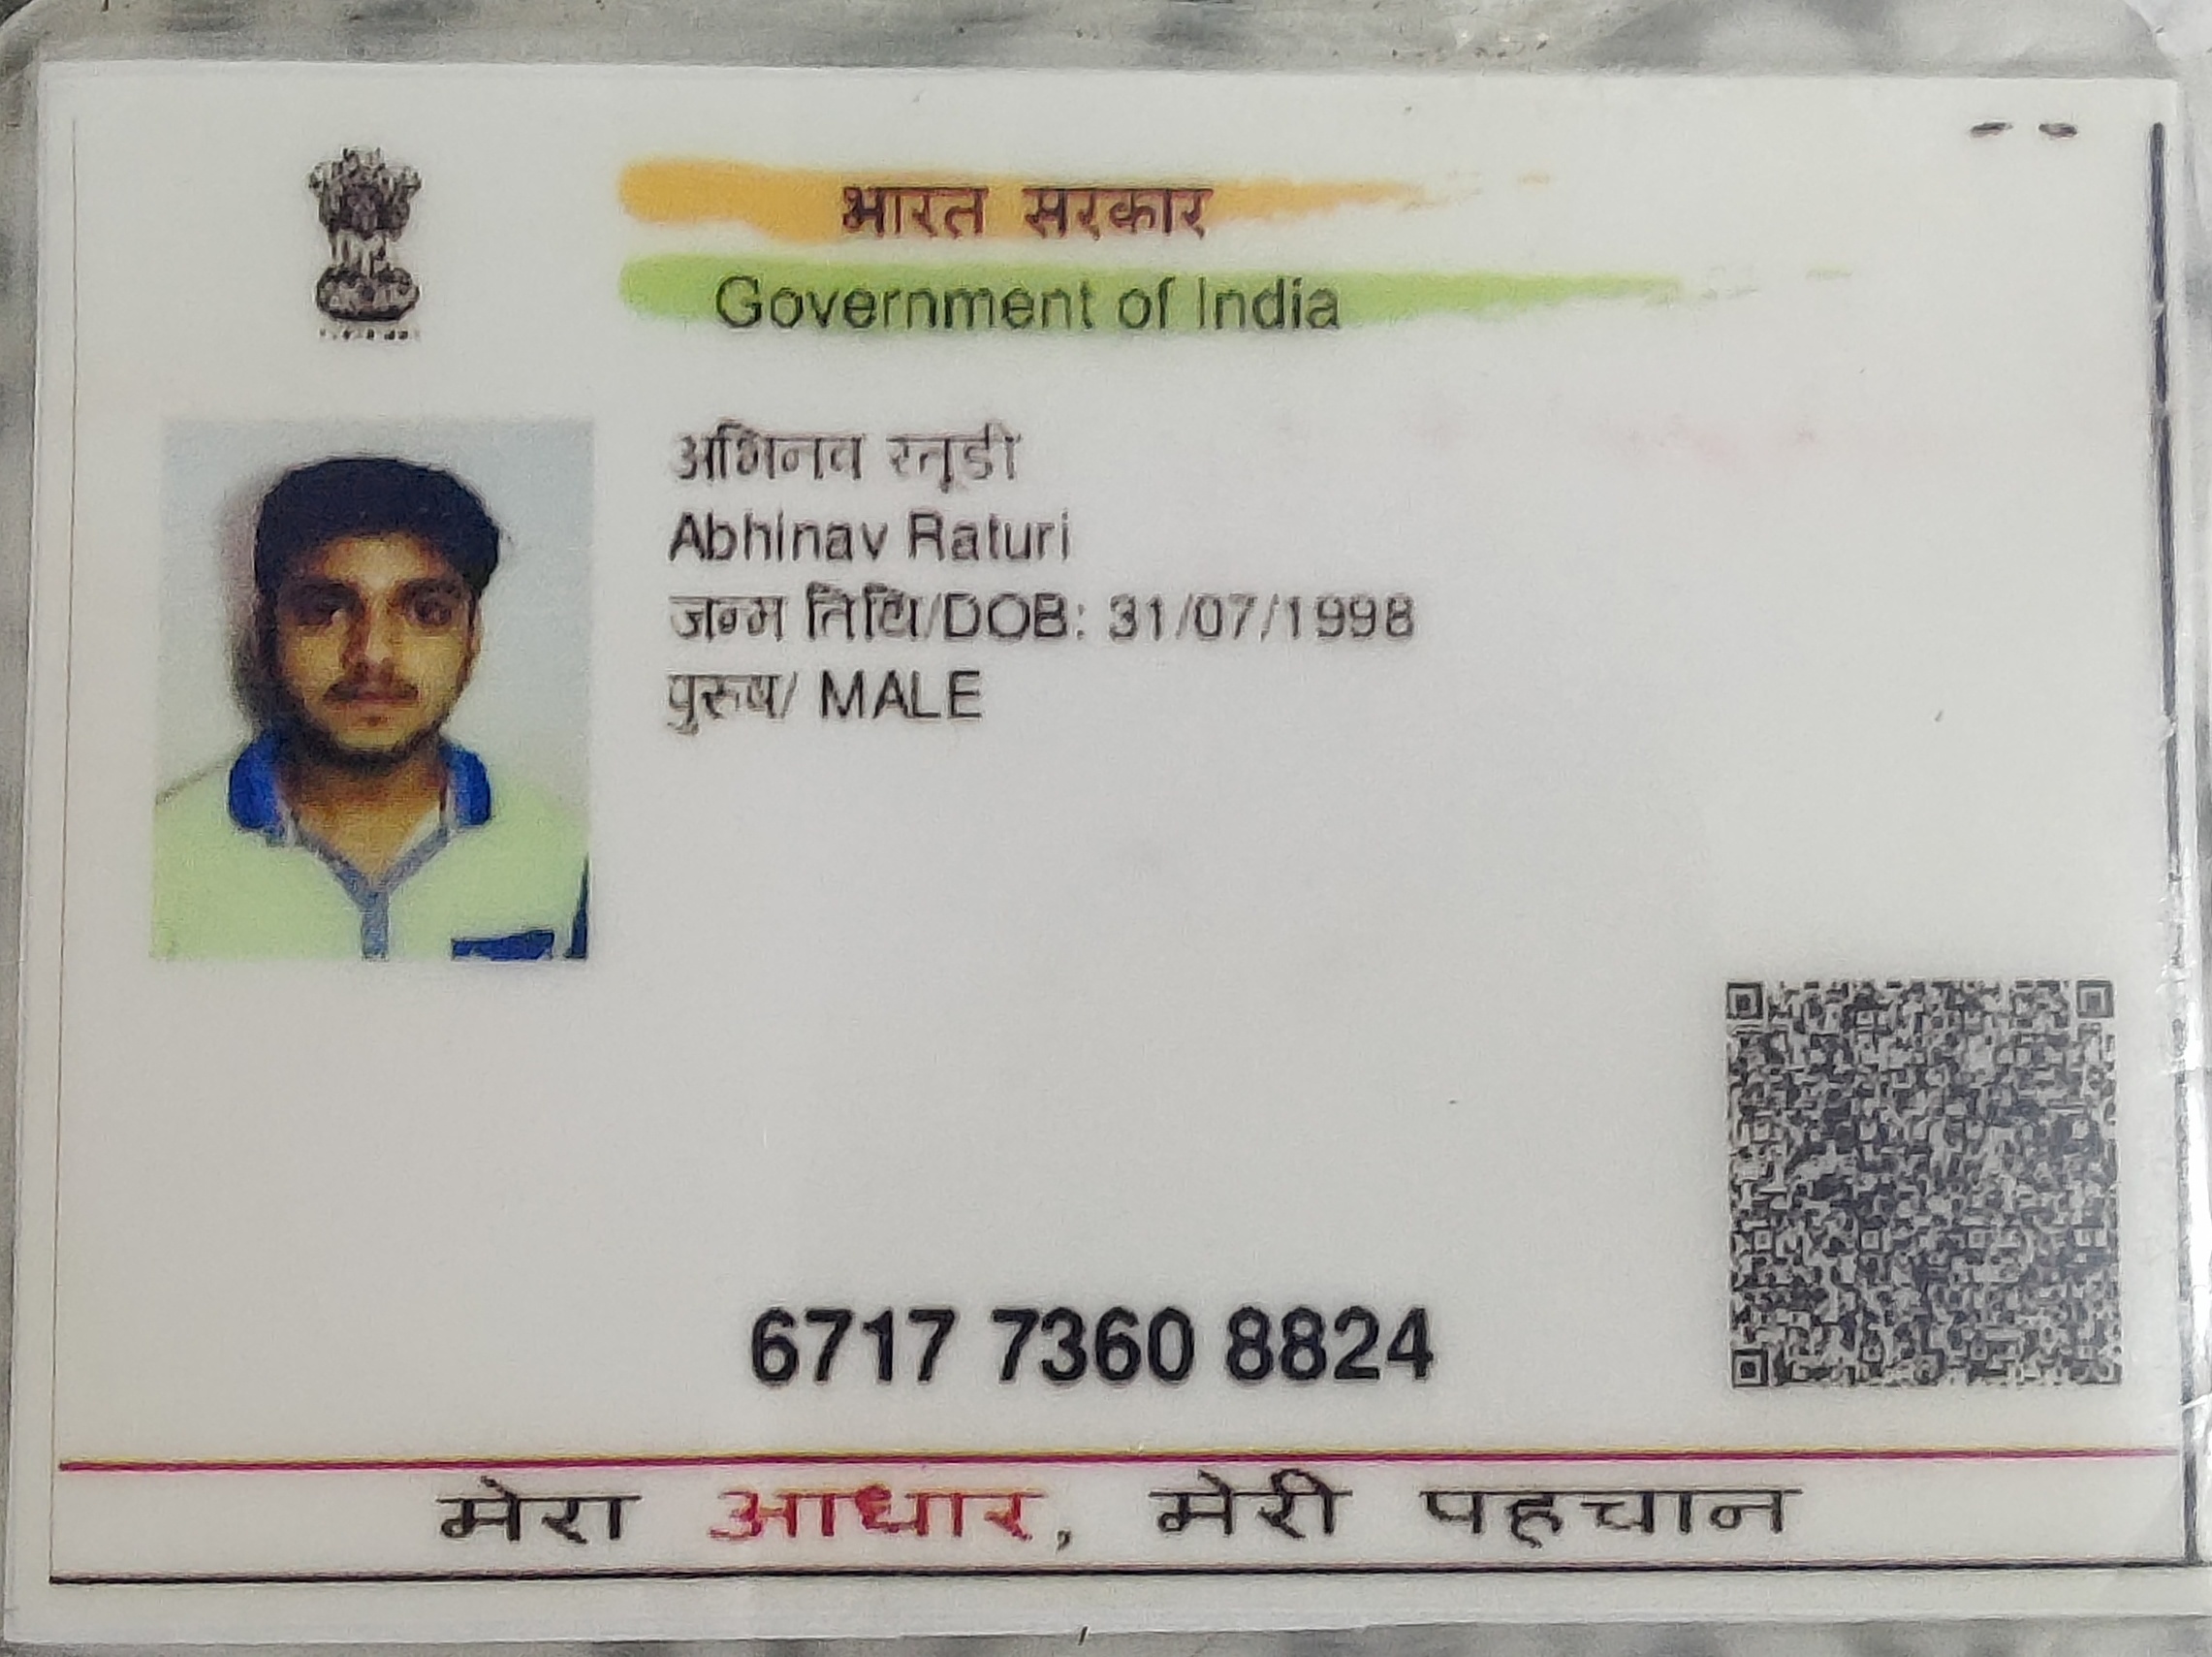 भारत सरकार
Government of India
अभिनव रतूडी
Abhinav Raturi
जन्म तिथि/DOB: 31/07/1998
पुरुष/ MALE
6717 7360 8824
मेरा आधार, मेरी पहचान